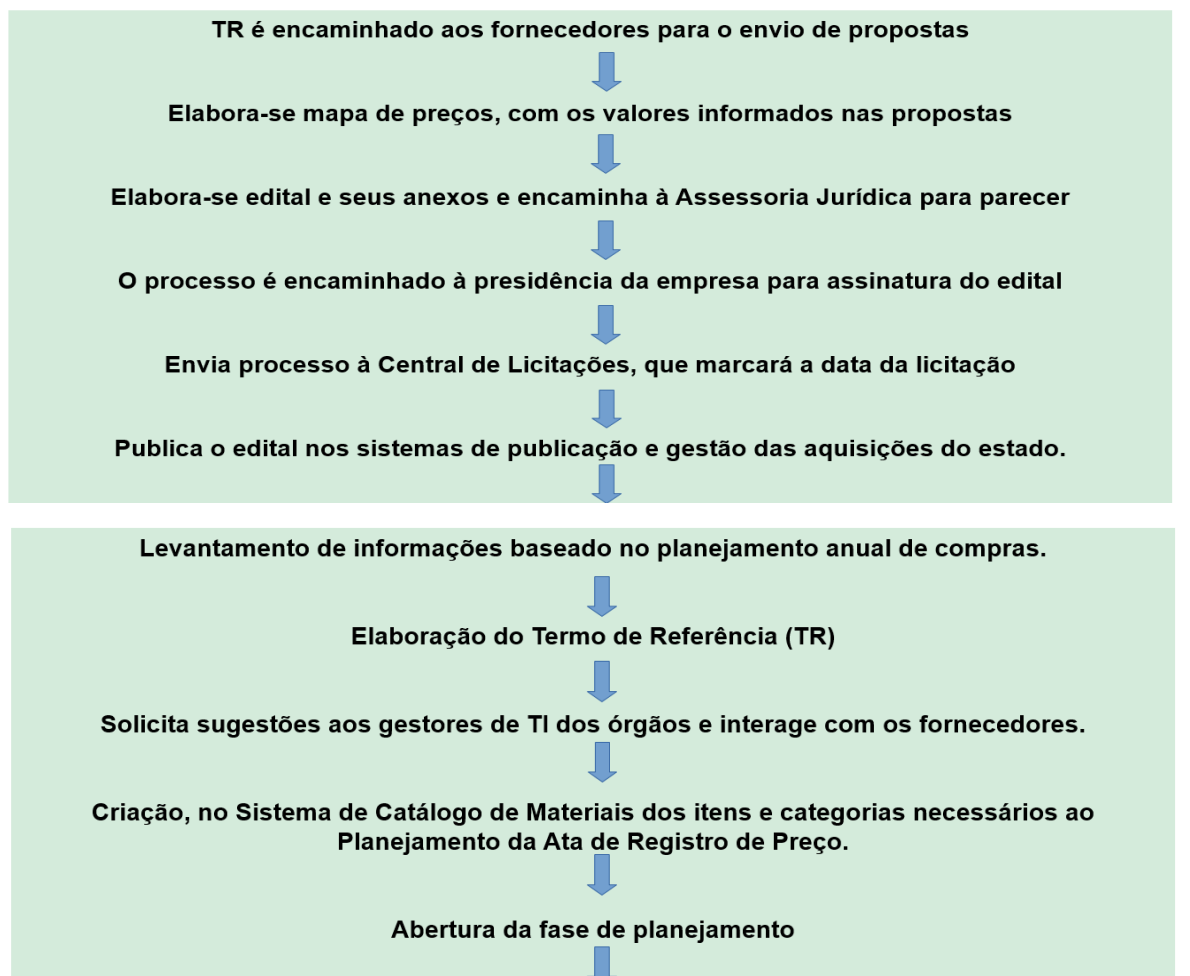 TR é encaminhado aos fornecedores para o envio de propostas
Elabora-se mapa de preços, com os valores informados nas propostas
Elabora-se edital e seus anexos e encaminha à Assessoria Jurídica para parecer
O processo é encaminhado à presidência da empresa para assinatura do edital
Envia processo à Central de Licitações, que marcará a data da licitação
Publica o edital nos sistemas de publicação e gestão das aquisições do estado.
Levantamento de informações baseado no planejamento anual de compras.
Elaboração do Termo de Referência (TR)
Solicita sugestões aos gestores de TI dos órgãos e interage com os fornecedores.
Criação, no Sistema de Catálogo de Materiais dos itens e categorias necessários ao
Planejamento da Ata de Registro de Preço.
Abertura da fase de planejamento